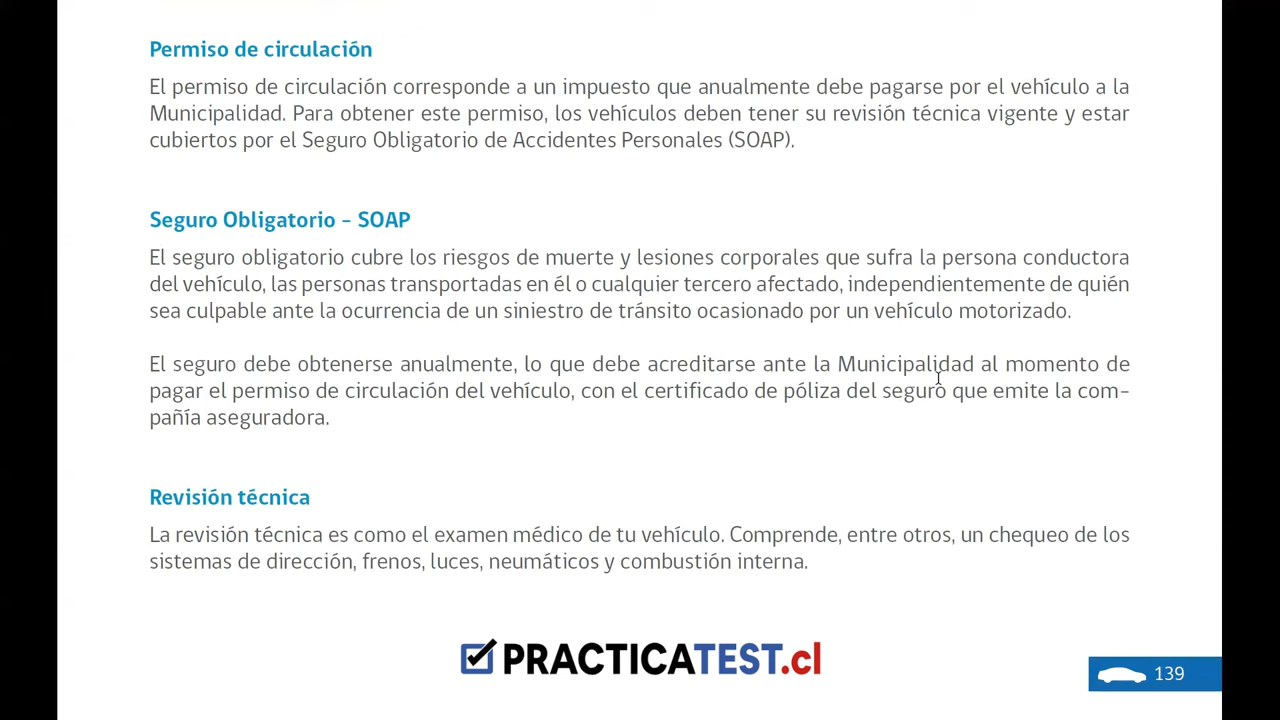 Permiso de circulación
El permiso de circulación corresponde a un impuesto que anualmente debe pagarse por el vehículo a la
Municipalidad. Para obtener este permiso, los vehículos deben tener su revisión técnica vigente y estar
cubiertos por el Seguro Obligatorio de Accidentes Personales (SOAP).
Seguro Obligatorio – SOAP
El seguro obligatorio cubre los riesgos de muerte y lesiones corporales que sufra la persona conductora
del vehículo, las personas transportadas en él o cualquier tercero afectado, independientemente de quién
sea culpable ante la ocurrencia de un siniestro de tránsito ocasionado por un vehículo motorizado.
El seguro debe obtenerse anualmente, lo que debe acreditarse ante la Municipalidad al momento de
pagar el permiso de circulación del vehículo, con el certificado de póliza del seguro que emite la com-
pañía aseguradora.
Revisión técnica
La revisión técnica es como el examen médico de tu vehículo. Comprende, entre otros, un chequeo de los
sistemas de dirección, frenos, luces, neumáticos y combustión interna.
PRACTICATEST.cl
139